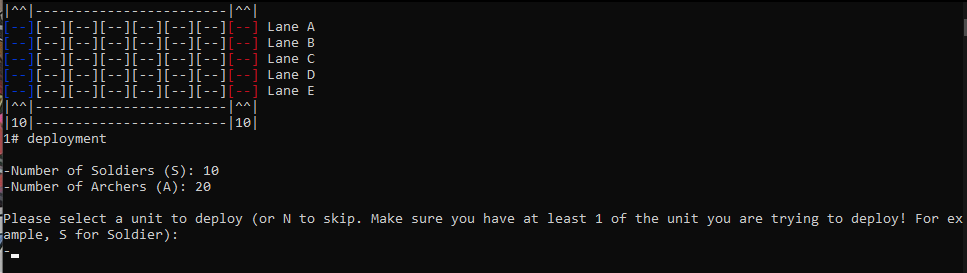 |^^|------------------------|^^|
[--][--][--][--][--][--][--][--] Lane A
[--][--][--][--][--][--][--][--] Lane B
[--][--][--][--][--][--][--][--] Lane C
[--][--][--][--][--][--][--][--] Lane D
[--][--][--][--][--][--][--][--] Lane E
|^^|------------------------|^^|
|10|------------------------|10|
1# deployment
-Number of Soldiers (S): 10
-Number of Archers (A): 20
Please select a unit to deploy (or N to skip. Make sure you have at least 1 of the unit you are trying to deploy! For ex
ample, S for Soldier):
-